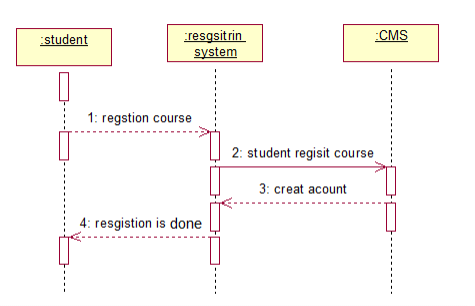 :student
:resgsitrin
system
:CMS
1: regstion course
2: student regisit course
3: creat acount
4: resgistion is done